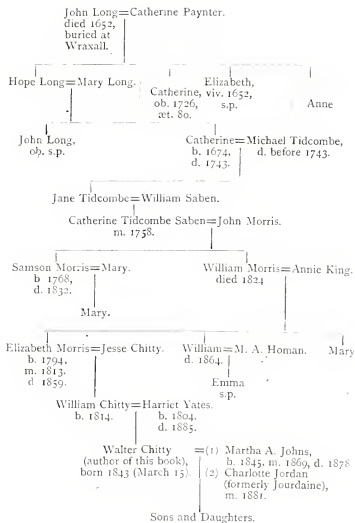 John Long=Catherine Paynter.
died 1652,
buried at
Wraxall.
Hope Long=Mary Long.
Catherine,
ob. 1726,
æt. 80.
Elizabeth,
viv. 1652,
s.p.
Anne
John Long,
ob. s.p.
Catherine=Michael Tidcombe,
b. 1674, d. before 1743.
d. 1743.
Jane Tidcombe=William Saben.
Catherine Tidcombe Saben=John Morris.
m. 1758.
Samson Morris=Mary.
b 1768,
d. 1832.
Mary.
William Morris=Annie King.
died 1824
Elizabeth Morris=Jesse Chitty.
b. 1794,
m. 1813.
d 1859.
William=M. A. Homan.
d. 1864.
Emma
s.p.
Mary
William Chitty=Harriet Yates.
b. 1814. b. 1804.
d. 1885.
Walter Chitty
(author of this book),
born 1843 (March 15).
=(1) Martha A. Johns,
b. 1845, m. 1869, d. 1878
(2) Charlotte Jordan
(formerly Jourdaine),
m. 1881.
Sons and Daughters.